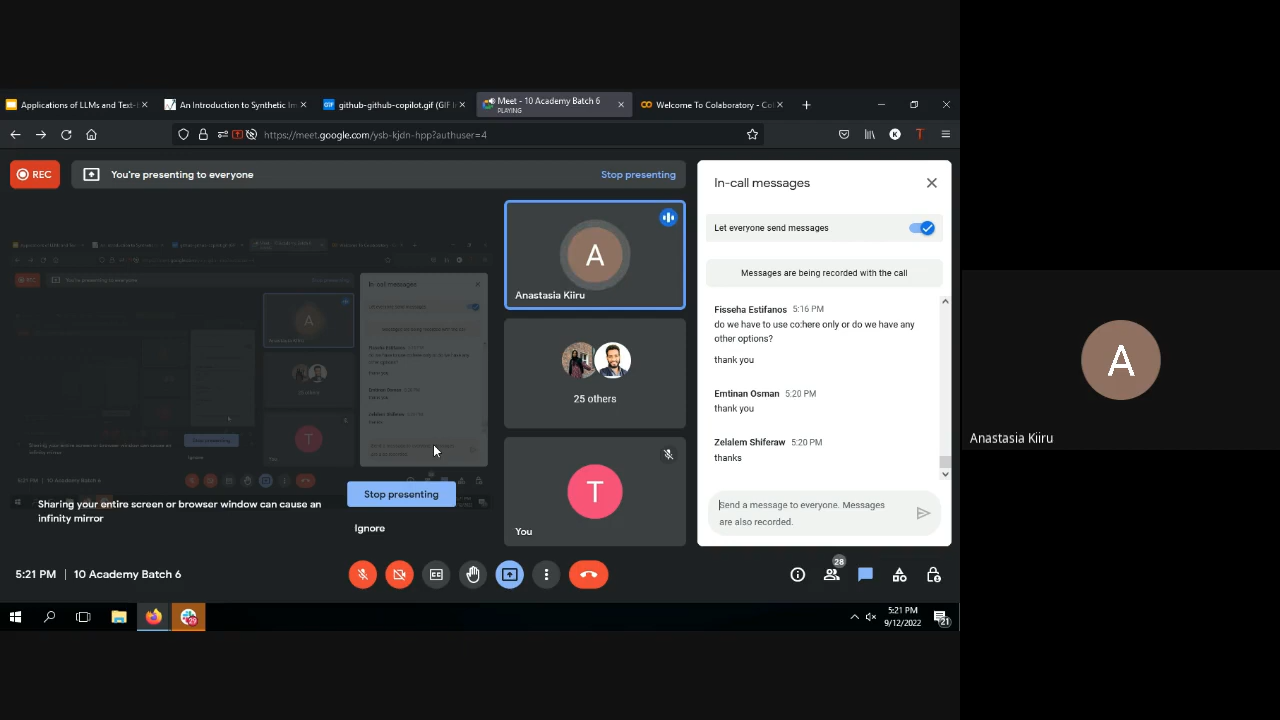 Applications of LLMs and Text-
An Introduction to Synthetic Im
github-github-copilot.gif (GIF I
Meet - 10 Academy Batch 6
PLAYING
Welcome To Colaboratory - Col
https://meet.google.com/ysb-kjdn-hpp?authuser=4
REC
You're presenting to everyone
Stop presenting
In-call messages
Let everyone send messages
Messages are being recorded with the call
A
Anastasia Kiiru
25 others
T
You
Fisseha Estifanos 5:16 PM
do we have to use co:here only or do we have any
other options?
thank you
Emtinan Osman 5:20 PM
thank you
Zelalem Shiferaw 5:20 PM
thanks
Send a message to everyone. Messages
are also recorded.
Sharing your entire screen or browser window can cause an
infinity mirror
Stop presenting
Ignore
5:21 PM | 10 Academy Batch 6
28
5:21 PM
9/12/2022
21
A
Anastasia Kiiru